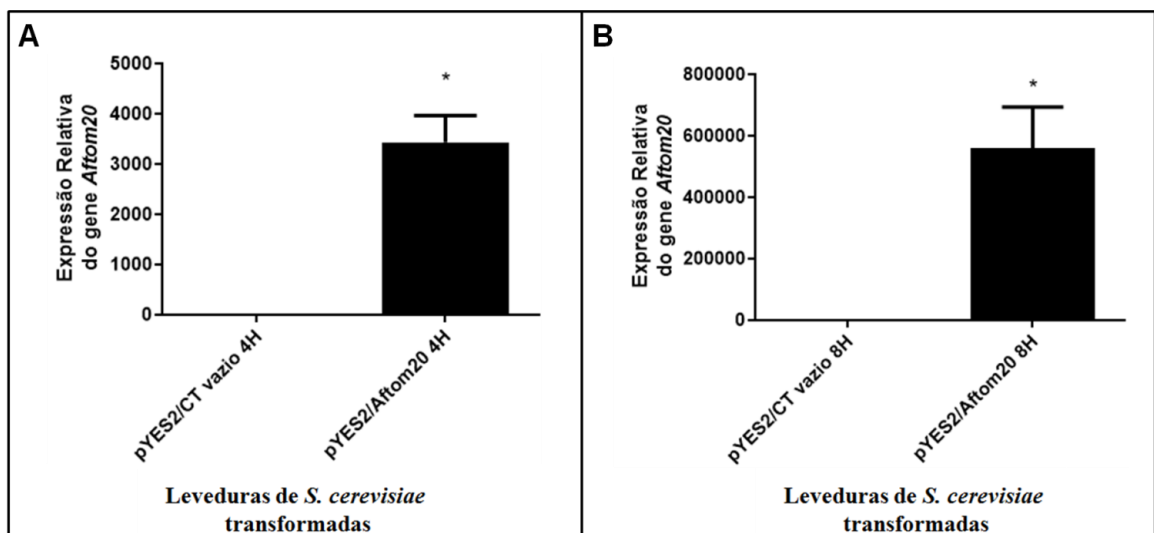 A
Expressão Relativa
do gene Aftom20
5000
4000
3000
2000
1000
0
*
pYES2/CT vazio 4H
pYES2/Aftom20 4H
Leveduras de S. cerevisiae
transformadas
B
Expressão Relativa
do gene Aftom20
800000
600000
400000
200000
0
*
pYES2/CT vazio 8H
pYES2/Aftom20 8H
Leveduras de S. cerevisiae
transformadas